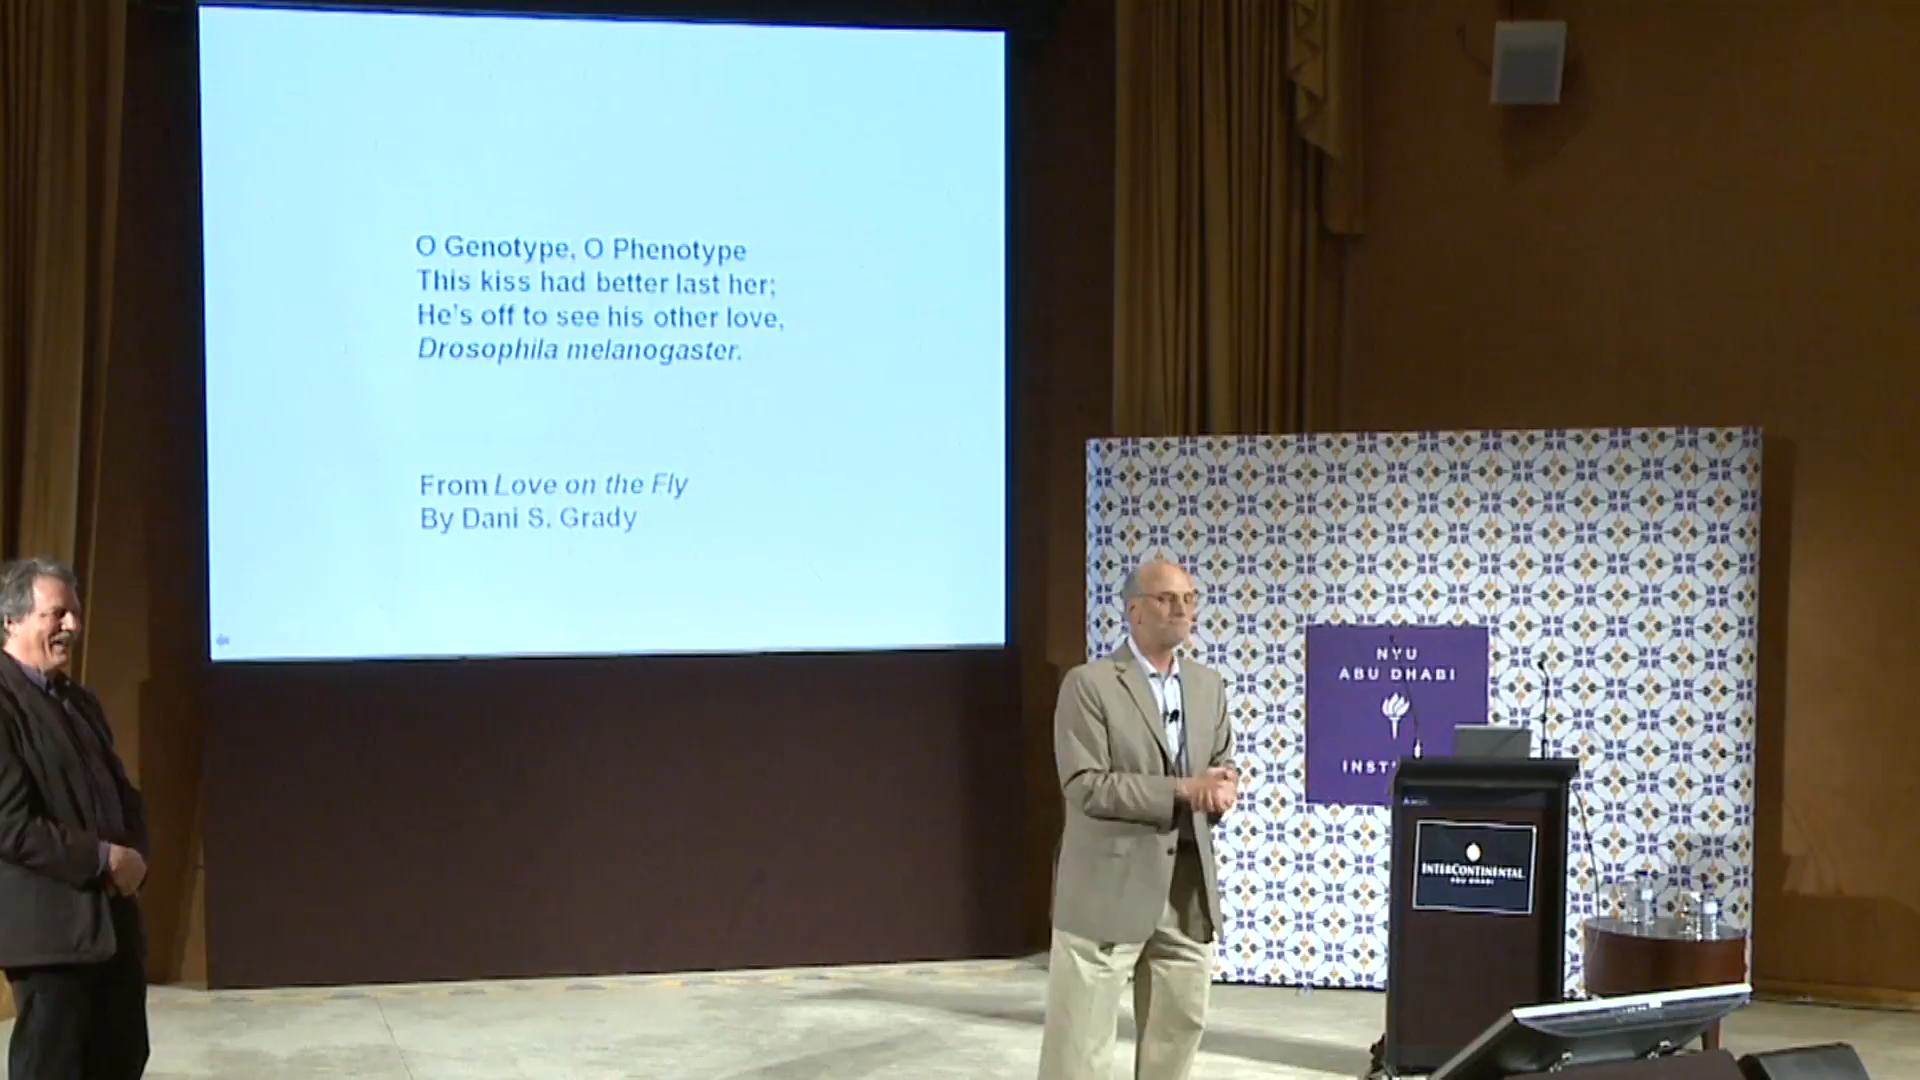 O Genotype, O Phenotype
This kiss had better last her;
He's off to see his other love,
Drosophila melanogaster.
From Love on the Fly
By Dani S. Grady
NYU
ABU DHABI
INST
INTERCONTINENTAL
ABU DHABI